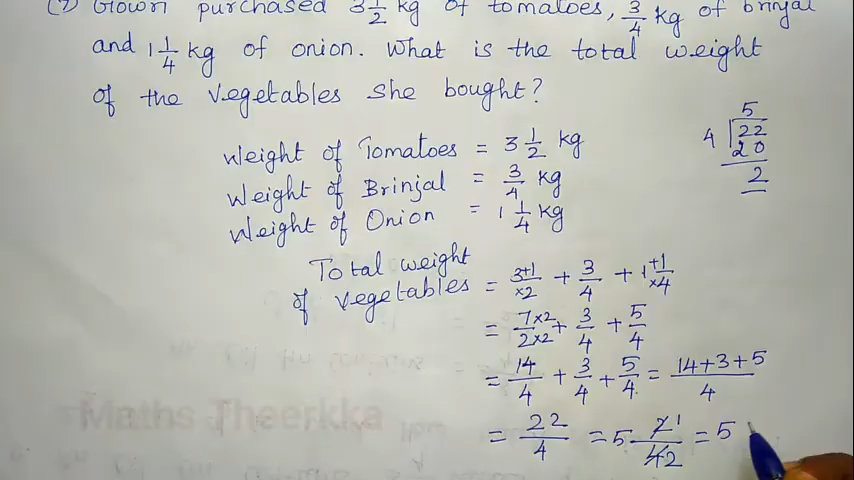 (7) Gowri purchased 3 1/2 kg of tomatoes, 3/4 kg of brinjal
and 1 1/4 kg of onion. What is the total weight
of the vegetables she bought?
Weight of Tomatoes = 3 1/2 kg
Weight of Brinjal = 3/4 kg
Weight of Onion = 1 1/4 kg
5
4 | 22
20
2
Total weight
of vegetables = 3+1/×2 + 3/4 + 1+1/×4
= 7×2/2×2 + 3/4 + 5/4
= 14/4 + 3/4 + 5/4 = 14+3+5/4
= 22/4 = 5 2 1/4 2 = 5
Maths Theerkka